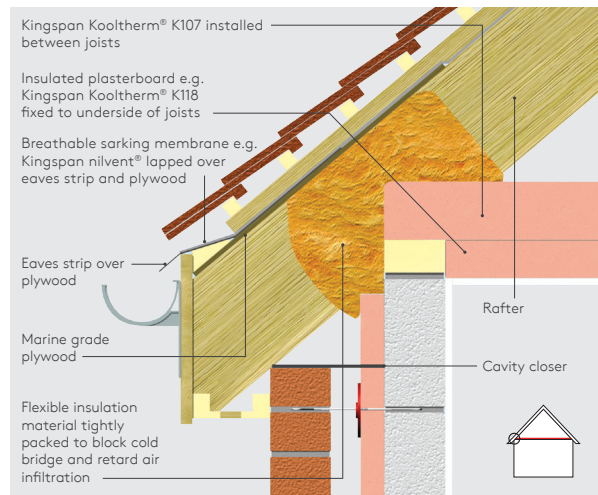 Kingspan Kooltherm® K107 installed
between joists
Insulated plasterboard e.g.
Kingspan Kooltherm® K118
fixed to underside of joists
Breathable sarking membrane e.g.
Kingspan nilvent® lapped over
eaves strip and plywood
Eaves strip over
plywood
Marine grade
plywood
Flexible insulation
material tightly
packed to block cold
bridge and retard air
infiltration
Rafter
Cavity closer